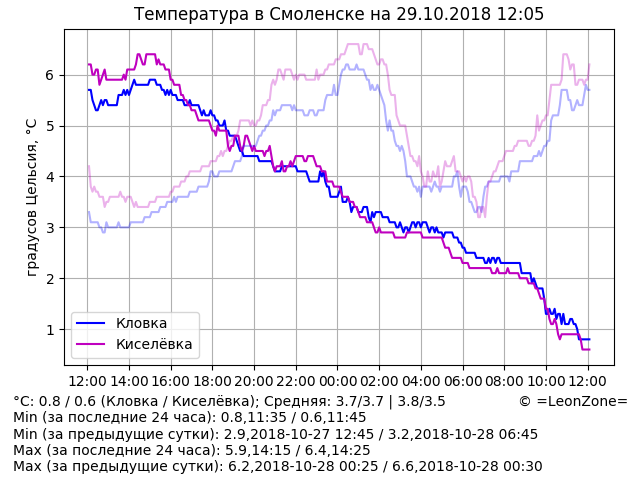 Температура в Смоленске на 29.10.2018 12:05
градусов Цельсия, °C
6
5
4
3
2
1
Кловка
Киселёвка
12:00 14:00 16:00 18:00 20:00 22:00 00:00 02:00 04:00 06:00 08:00 10:00 12:00
°C: 0.8 / 0.6 (Кловка / Киселёвка); Средняя: 3.7/3.7 | 3.8/3.5 © =LeonZone=
Min (за последние 24 часа): 0.8,11:35 / 0.6,11:45
Min (за предыдущие сутки): 2.9,2018-10-27 12:45 / 3.2,2018-10-28 06:45
Max (за последние 24 часа): 5.9,14:15 / 6.4,14:25
Max (за предыдущие сутки): 6.2,2018-10-28 00:25 / 6.6,2018-10-28 00:30